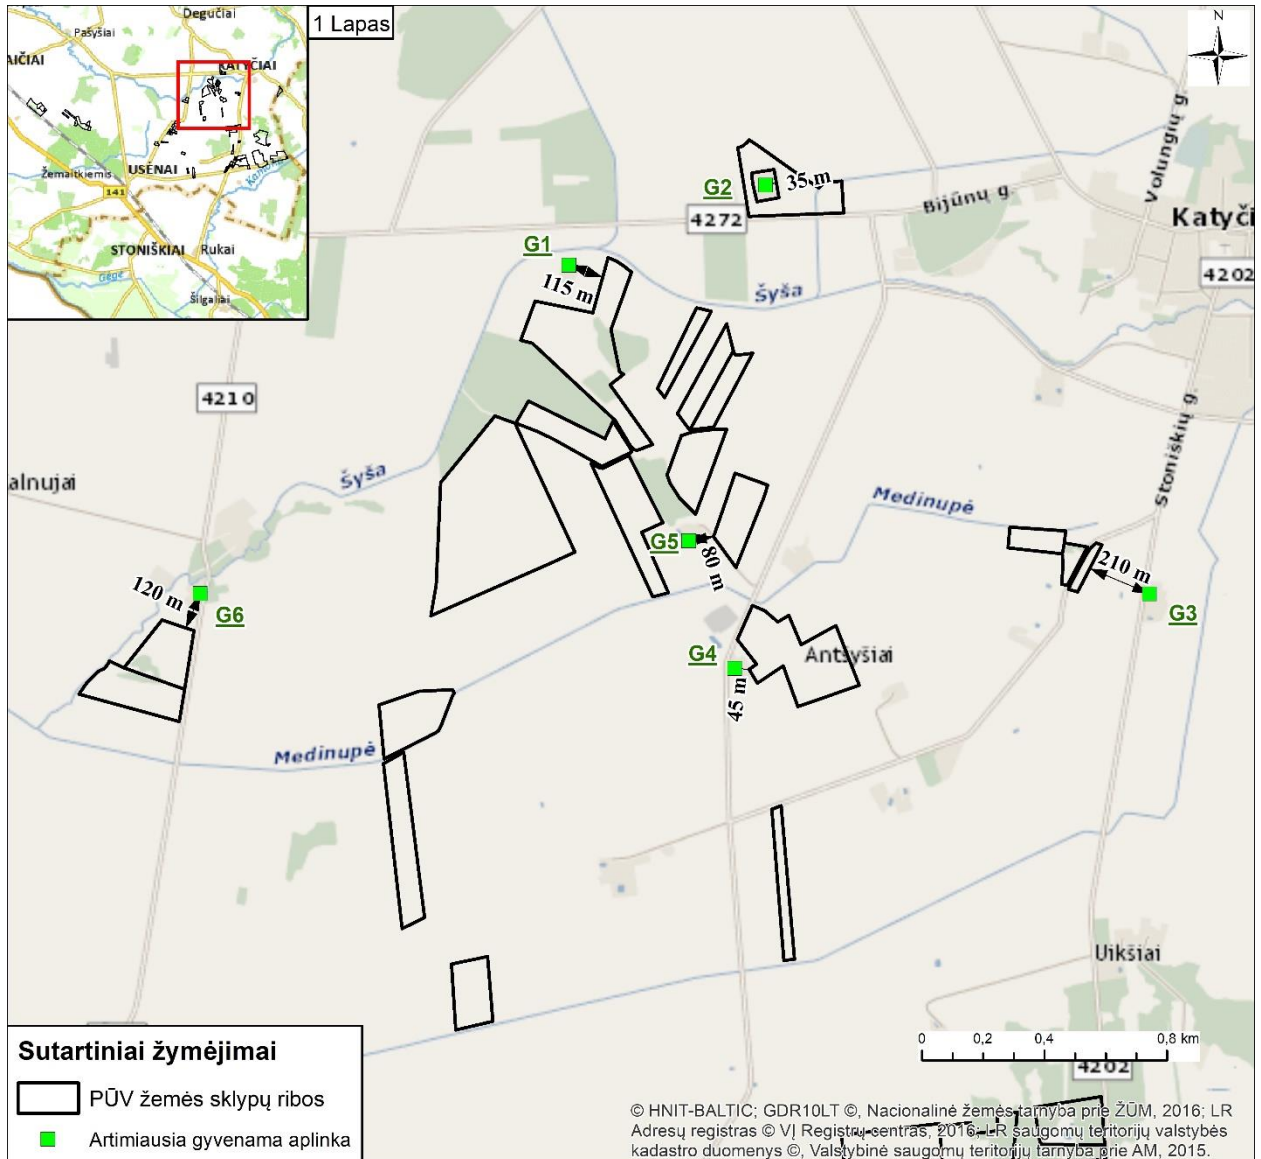 Degučiai
Pašyšiai
AIČIAI
KATYČIAI
Žemaitkiemis
USĖNAI
141
STONIŠKIAI
Rukai
Gėgė
Šilgaliai
1 Lapas
N
Volungių g.
G2
35 m
Bijūnų g.
4272
Katyči
G1
4202
115 m
Šyša
4210
Stoniškių g.
Šyša
alnujai
Medinupė
G5
80 m
210 m
120 m
G6
G3
G4
Antšyšiai
45 m
Medinupė
Uikšiai
0 0,2 0,4 0,8 km
4202
Sutartiniai žymėjimai
PŪV žemės sklypų ribos
Artimiausia gyvenama aplinka
© HNIT-BALTIC; GDR10LT ©, Nacionalinė žemės tarnyba prie ŽŪM, 2016; LR
Adresų registras © VĮ Registrų centras, 2016; LR saugomų teritorijų valstybės
kadastro duomenys ©, Valstybinė saugomų teritorijų tarnyba prie AM, 2015.